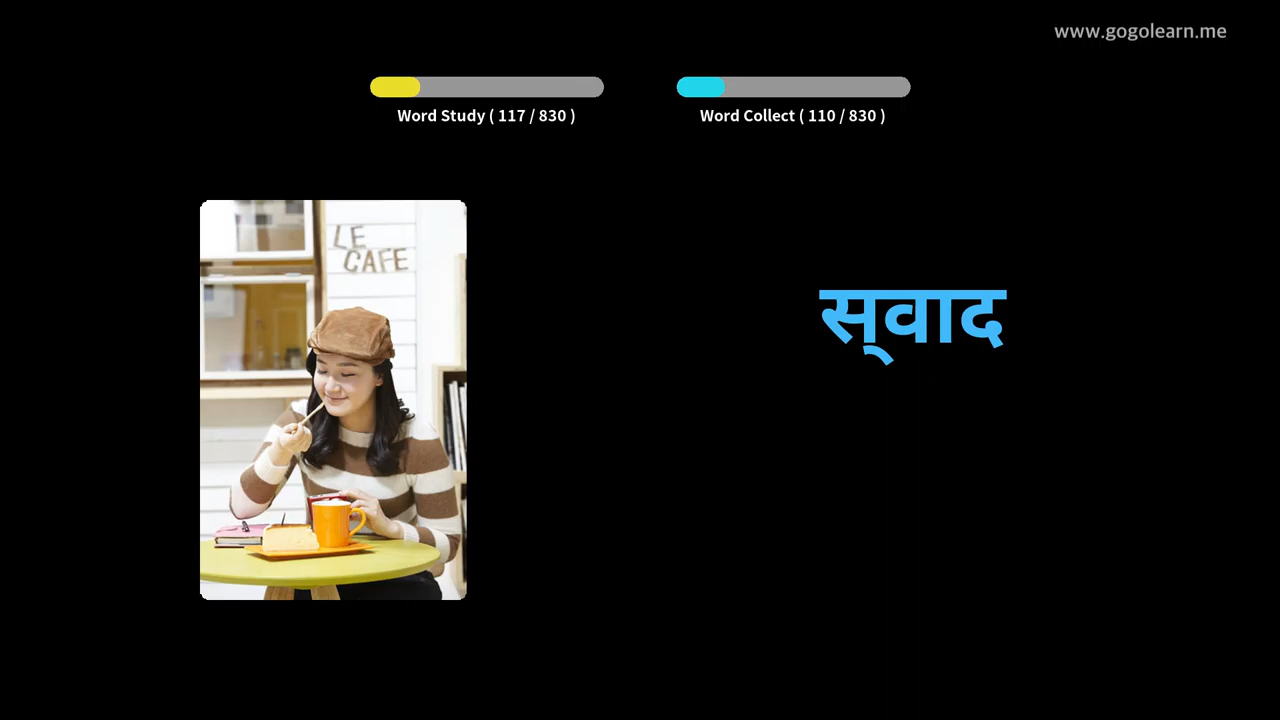 www.gogolearn.me
Word Study ( 117 / 830 )
Word Collect ( 110 / 830 )
LE
CAFE
स्‌वाद